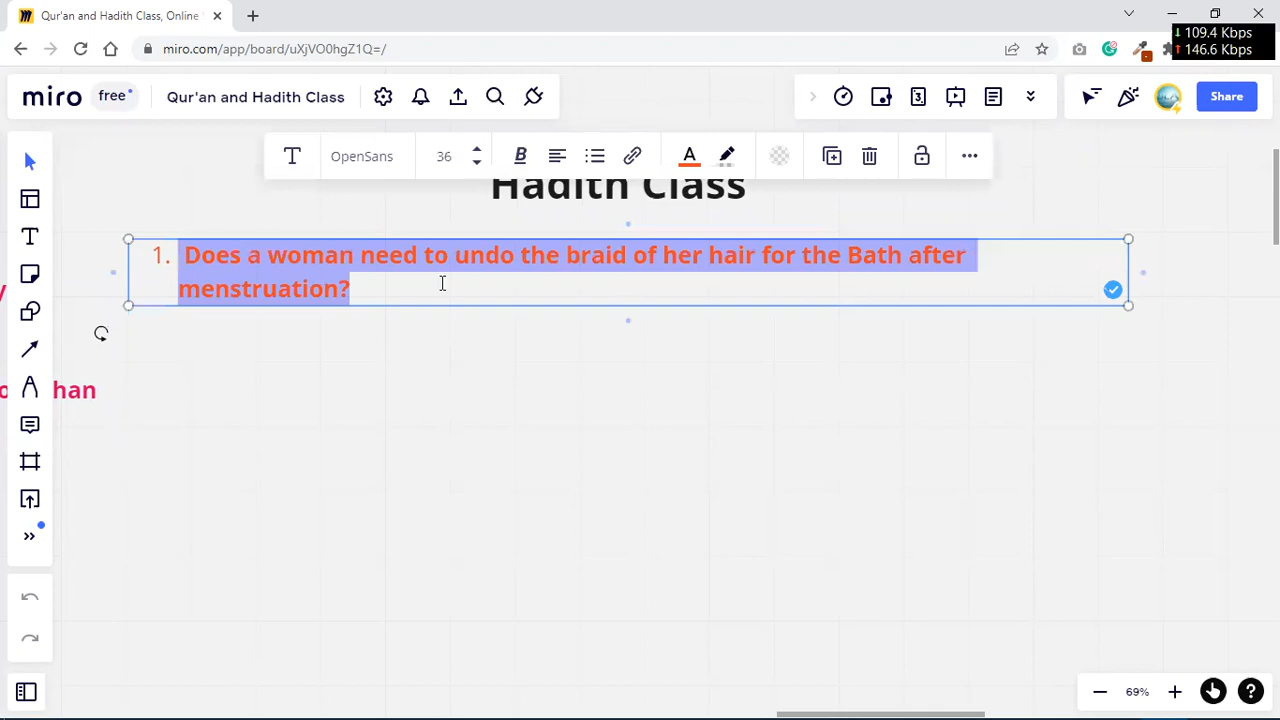 Qur'an and Hadith Class, Online
miro.com/app/board/uXjVO0hgZ1Q=/
↓ 109.4 Kbps
↑ 146.6 Kbps
miro free Qur'an and Hadith Class
Share
OpenSans 36
Hadith Class
1. Does a woman need to undo the braid of her hair for the Bath after
menstruation?
han
69%